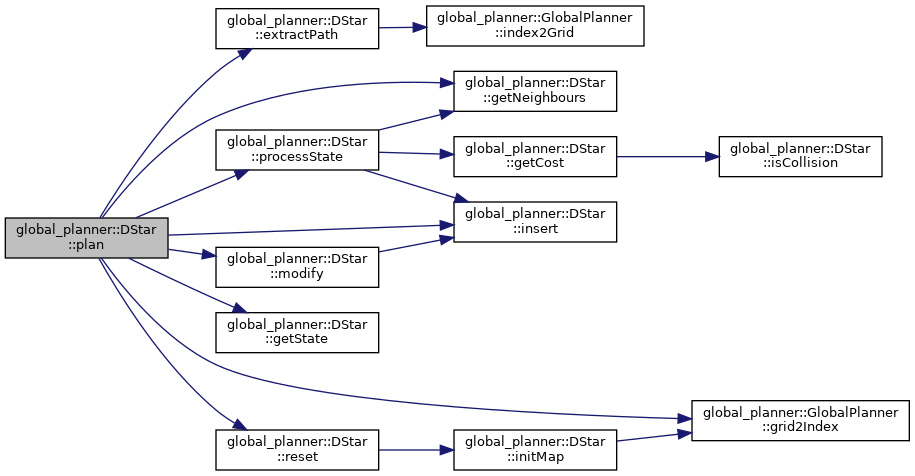 global_planner::DStar
::extractPath
global_planner::GlobalPlanner
::index2Grid
global_planner::DStar
::getNeighbours
global_planner::DStar
::processState
global_planner::DStar
::getCost
global_planner::DStar
::isCollision
global_planner::DStar
::insert
global_planner::DStar
::plan
global_planner::DStar
::modify
global_planner::DStar
::getState
global_planner::GlobalPlanner
::grid2Index
global_planner::DStar
::reset
global_planner::DStar
::initMap